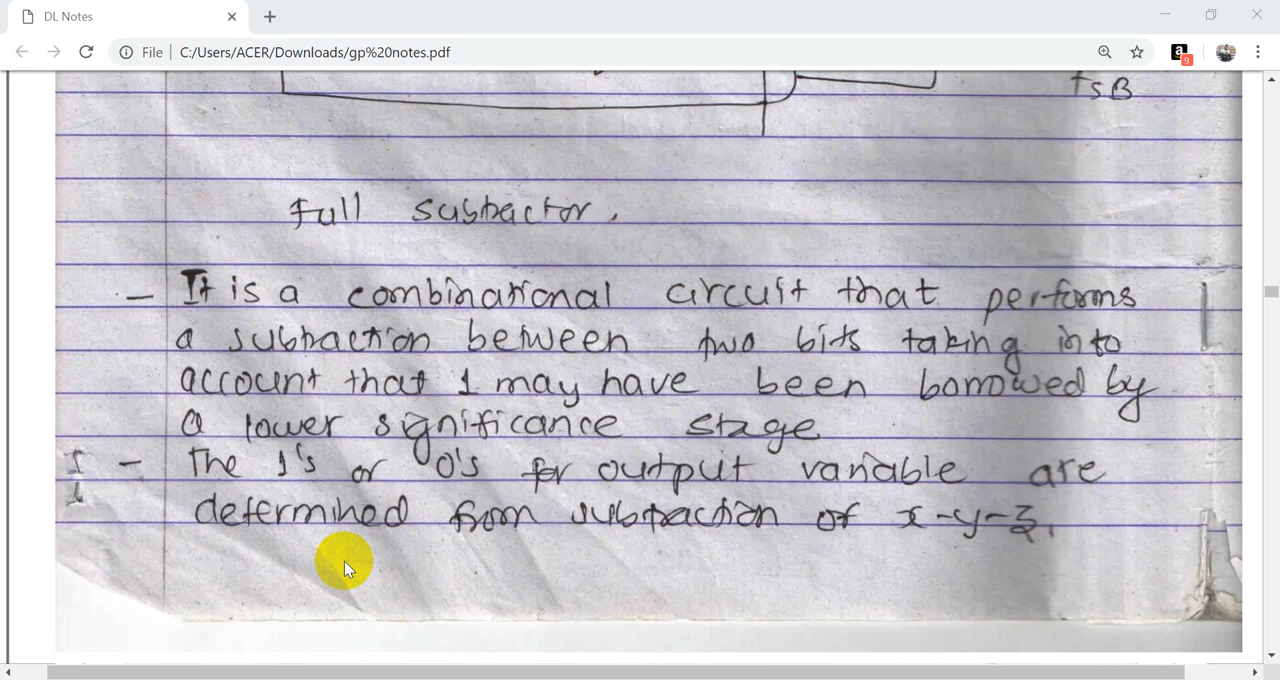 DL Notes
File | C:/Users/ACER/Downloads/gp%20notes.pdf
9
full subtractor.
- It is a combinational circuit that performs
a subtraction between two bits taking into
account that 1 may have been borrowed by
a lower significance stage
- The 1's or 0's for output variable are
determined from subtraction of x-y-z.